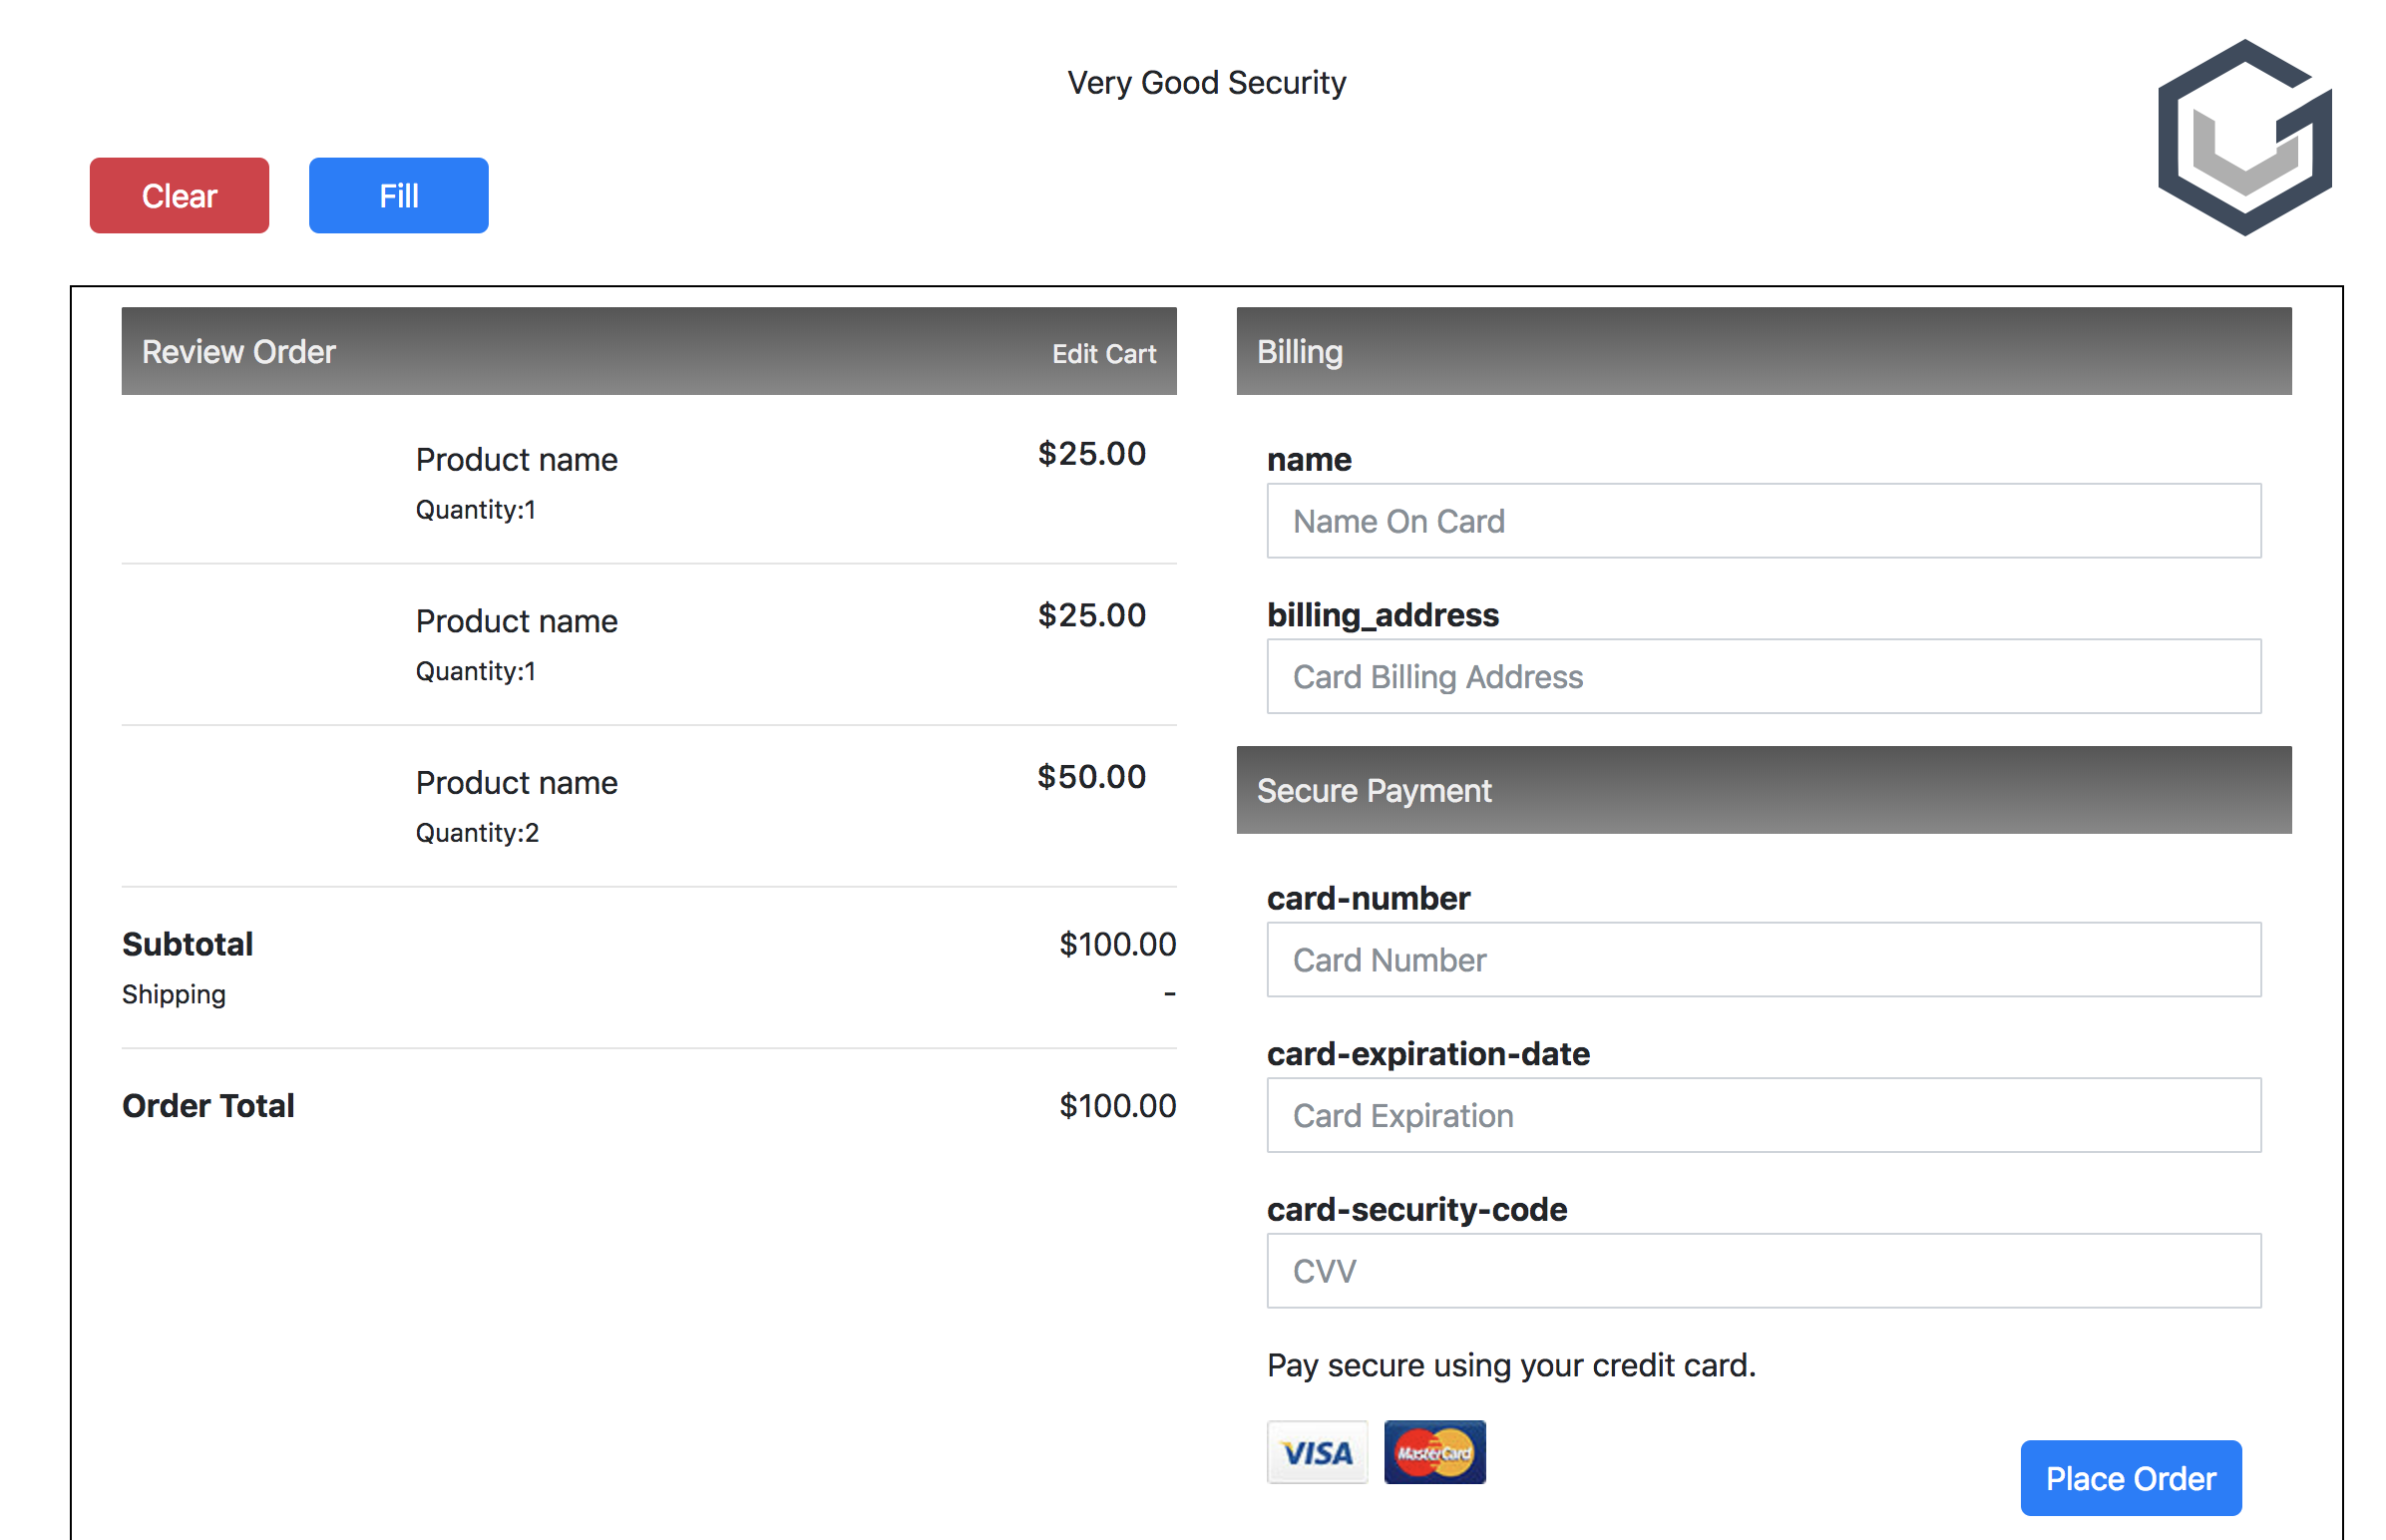 Very Good Security
Clear
Fill
Review Order
Edit Cart
Product name
$25.00
Quantity:1
Product name
$25.00
Quantity:1
Product name
$50.00
Quantity:2
Subtotal
$100.00
Shipping
-
Order Total
$100.00
Billing
name
Name On Card
billing_address
Card Billing Address
Secure Payment
card-number
Card Number
card-expiration-date
Card Expiration
card-security-code
CVV
Pay secure using your credit card.
VISA
MasterCard
Place Order